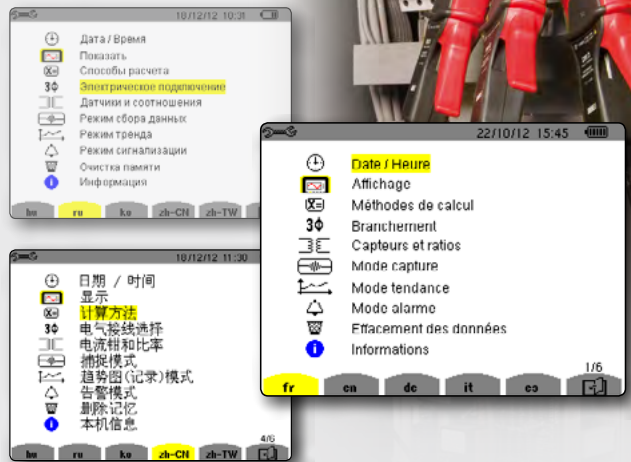 18/12/12 10:31
Дата / Время
Показать
Способы расчета
3Φ Электрическое подключение
Датчики и соотношения
Режим сбора данных
Режим тренда
Режим сигнализации
Очистка памяти
Информация
hu ru ko zh-CN zh-TW
22/10/12 15:45
Date / Heure
Affichage
Méthodes de calcul
3Φ Branchement
Capteurs et ratios
Mode capture
Mode tendance
Mode alarme
Effacement des données
Informations
1/6
fr en de it es
18/12/12 11:30
日期 / 时间
显示
计算方法
3Φ 电气接线选择
电流钳和比率
捕捉模式
趋势图(记录)模式
告警模式
删除记忆
本机信息
4/6
hu ru ko zh-CN zh-TW